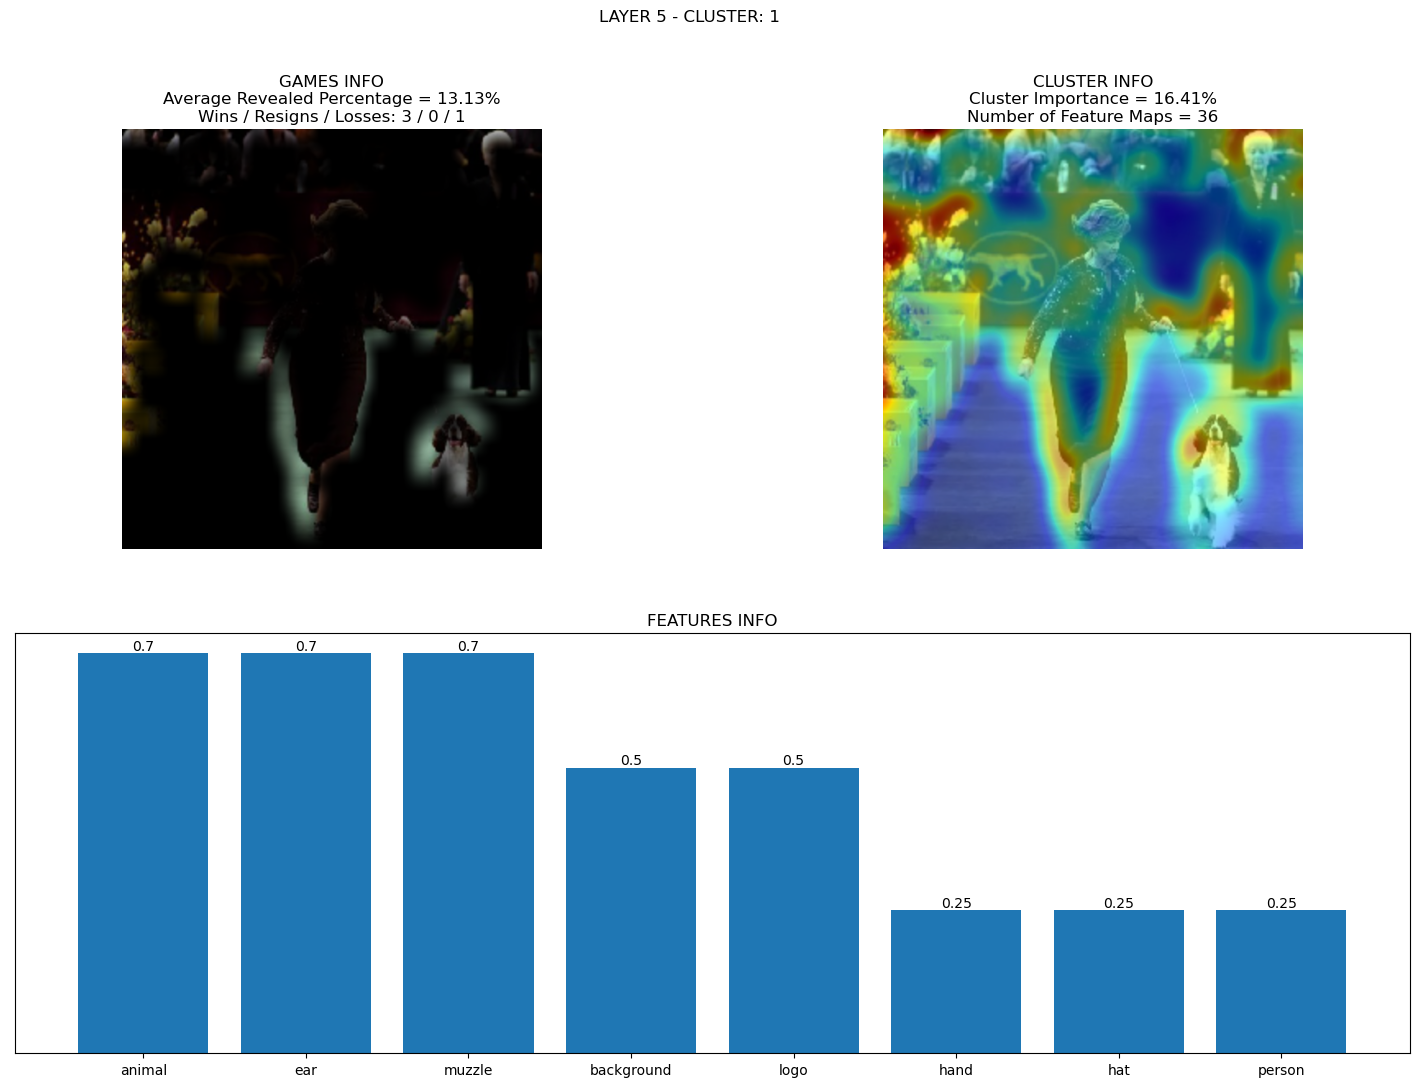 LAYER 5 - CLUSTER: 1
GAMES INFO
Average Revealed Percentage = 13.13%
Wins / Resigns / Losses: 3 / 0 / 1
CLUSTER INFO
Cluster Importance = 16.41%
Number of Feature Maps = 36
FEATURES INFO
0.7 0.7 0.7 0.5 0.5 0.25 0.25 0.25
animal ear muzzle background logo hand hat person